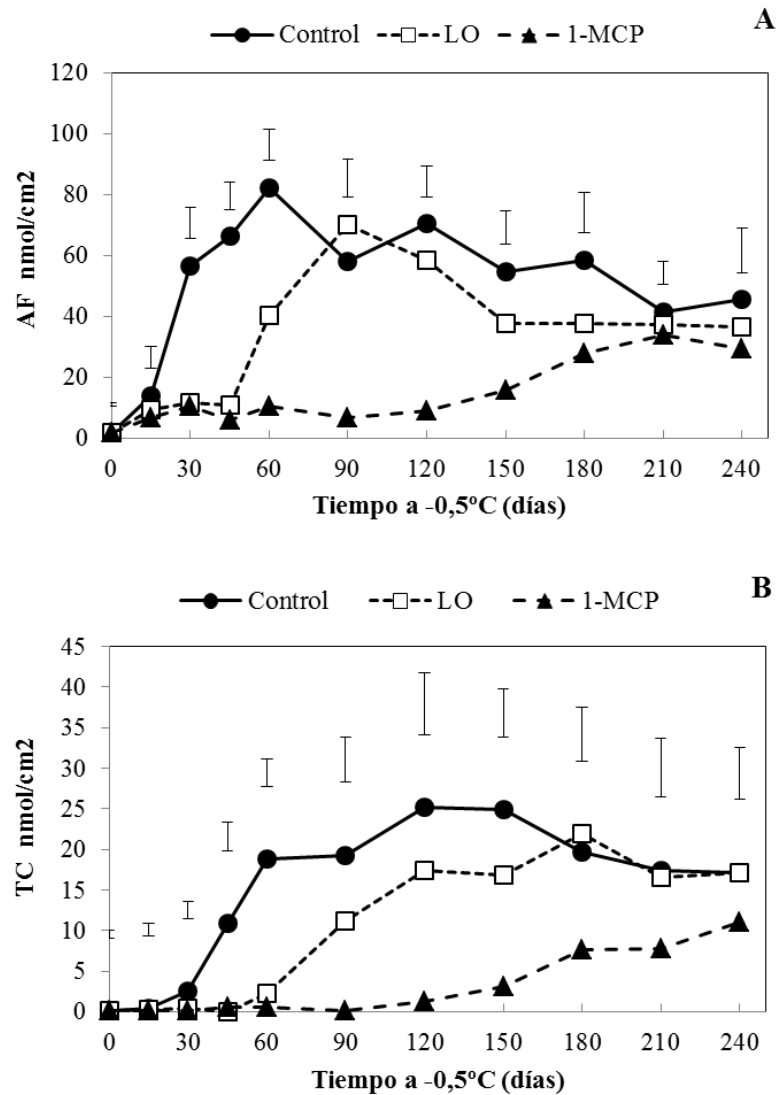 A
Control LO 1-MCP
120
100
80
60
40
20
0
AF nmol/cm2
0 30 60 90 120 150 180 210 240
Tiempo a -0,5ºC (días)
B
Control LO 1-MCP
45
40
35
30
25
20
15
10
5
0
TC nmol/cm2
0 30 60 90 120 150 180 210 240
Tiempo a -0,5ºC (días)